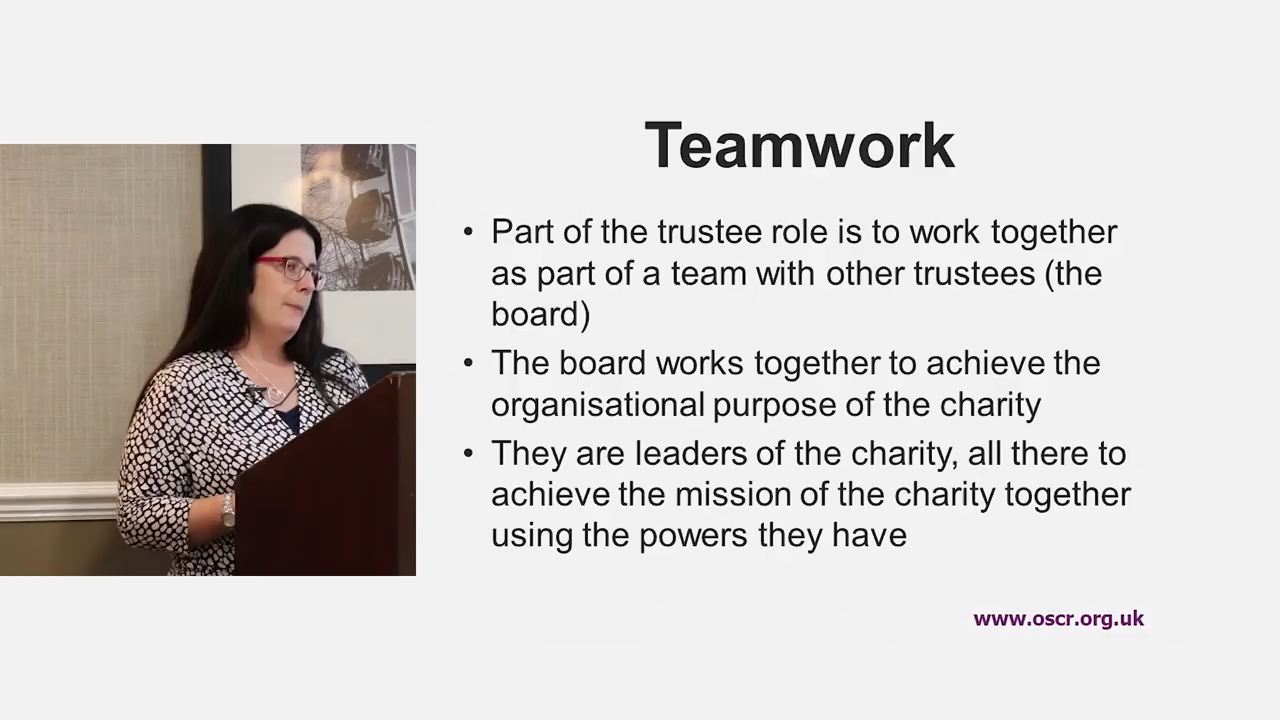 Teamwork
• Part of the trustee role is to work together
as part of a team with other trustees (the
board)
• The board works together to achieve the
organisational purpose of the charity
• They are leaders of the charity, all there to
achieve the mission of the charity together
using the powers they have
www.oscr.org.uk